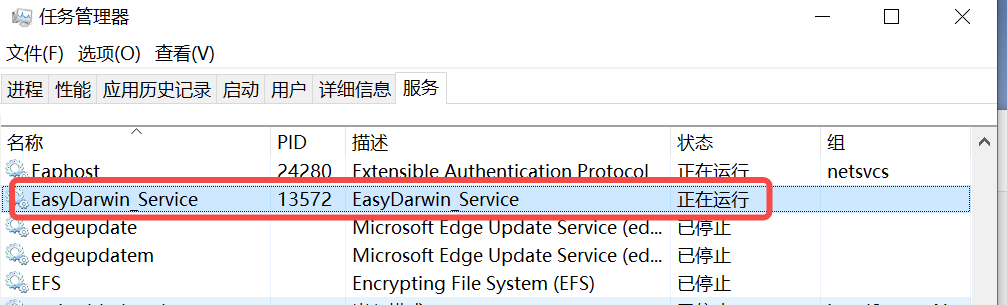 任务管理器
文件(F) 选项(O) 查看(V)
进程 性能 应用历史记录 启动 用户 详细信息 服务
名称 PID 描述 状态 组
Eaphost 24280 Extensible Authentication Protocol 正在运行 netsvcs
EasyDarwin_Service 13572 EasyDarwin_Service 正在运行
edgeupdate Microsoft Edge Update Service (ed... 已停止
edgeupdatem Microsoft Edge Update Service (ed... 已停止
EFS Encrypting File System (EFS) 已停止